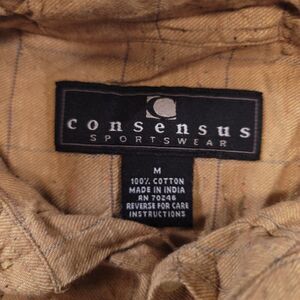 consensus
SPORTSWEAR
M
100% COTTON
MADE IN INDIA
RN 70246
REVERSE FOR CARE
INSTRUCTIONS